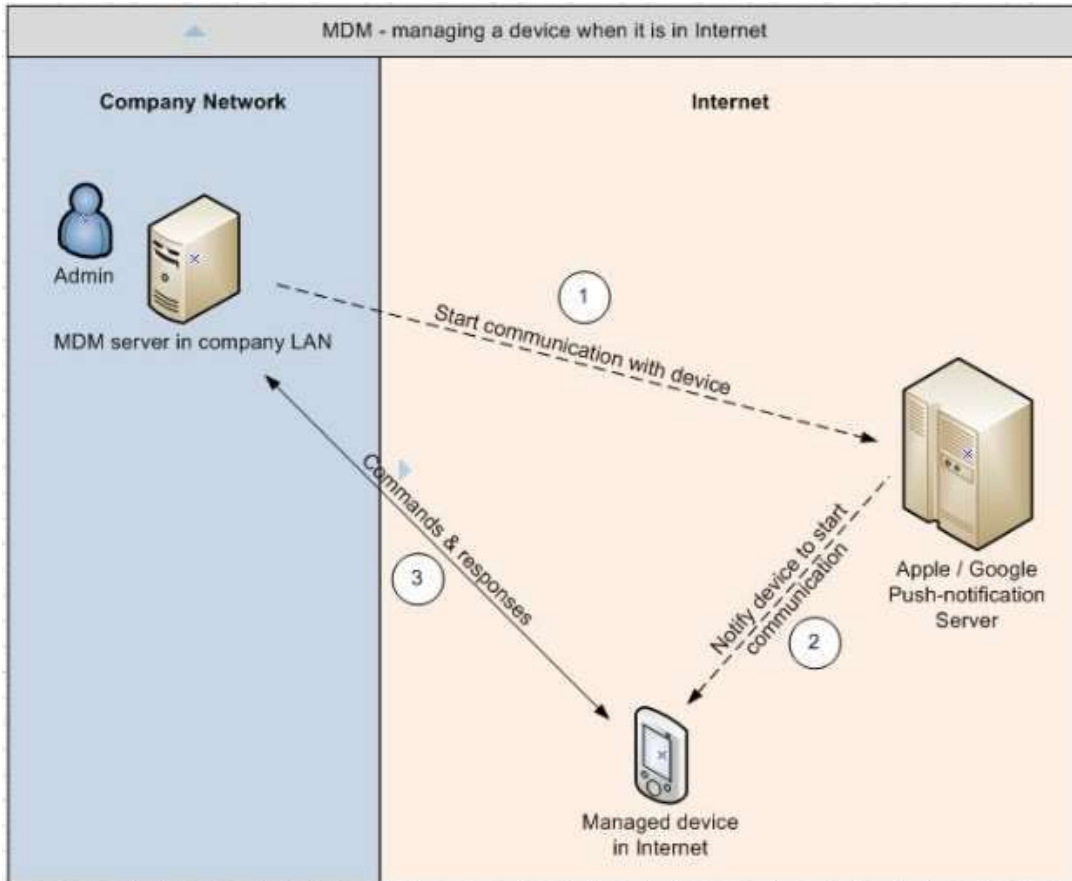 MDM - managing a device when it is in Internet
Company Network
Internet
Admin
MDM server in company LAN
1
Start communication with device
Apple / Google
Push-notification
Server
Notify device to start
communication
2
Commands & responses
3
Managed device
in Internet